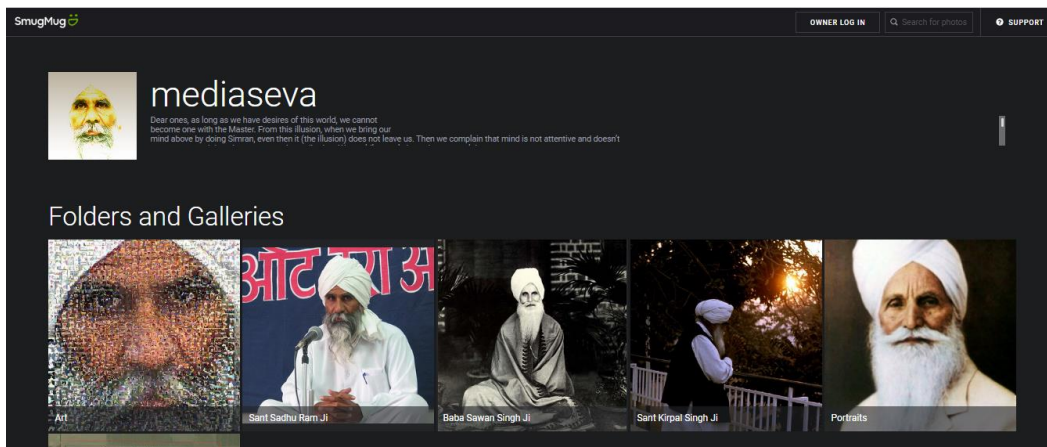 SmugMug
OWNER LOG IN
Search for photos
SUPPORT
mediaseva
Dear ones, as long as we have desires of this world, we cannot
become one with the Master. From this illusion, when we bring our
mind above by doing Simran, even then it (the illusion) does not leave us. Then we complain that mind is not attentive and doesn't
Folders and Galleries
Art
Sant Sadhu Ram Ji
Baba Sawan Singh Ji
Sant Kirpal Singh Ji
Portraits